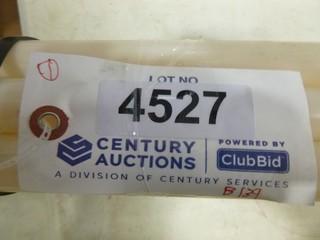 LOT NO
4527
CENTURY
AUCTIONS
POWERED BY
ClubBid
A DIVISION OF CENTURY SERVICES